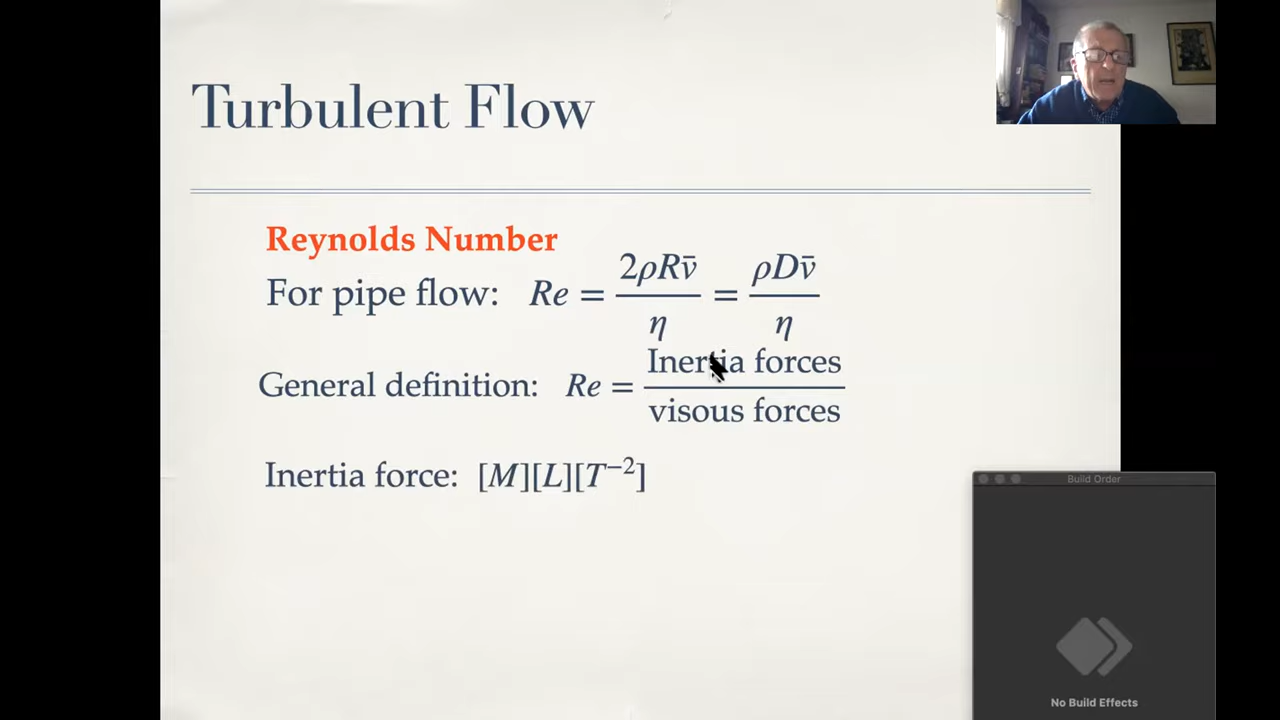 Turbulent Flow
Reynolds Number
For pipe flow: Re = 2ρRv̄/η = ρDv̄/η
General definition: Re = Inertia forces/visous forces
Inertia force: [M][L][T⁻²]
Build Order
No Build Effects